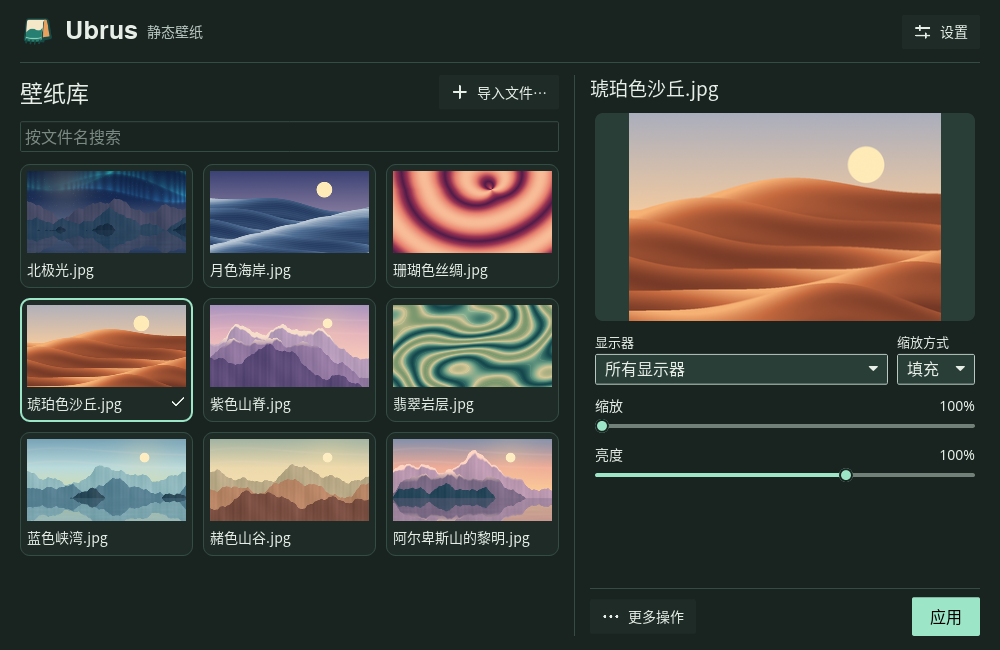 Ubrus 静态壁纸
设置
壁纸库
导入文件…
按文件名搜索
北极光.jpg
月色海岸.jpg
珊瑚色丝绸.jpg
琥珀色沙丘.jpg
紫色山脊.jpg
翡翠岩层.jpg
蓝色峡湾.jpg
赭色山谷.jpg
阿尔卑斯山的黎明.jpg
琥珀色沙丘.jpg
显示器
缩放方式
所有显示器
填充
缩放
100%
亮度
100%
更多操作
应用